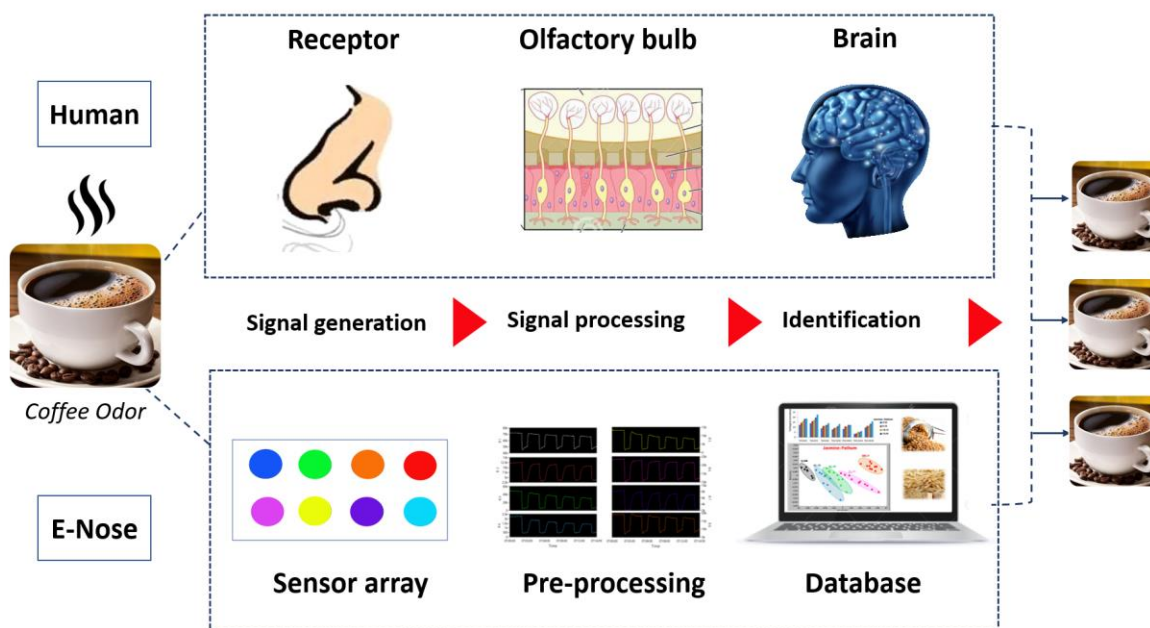 Receptor
Olfactory bulb
Brain
Human
Signal generation
Signal processing
Identification
Coffee Odor
E-Nose
Sensor array
Pre-processing
Database